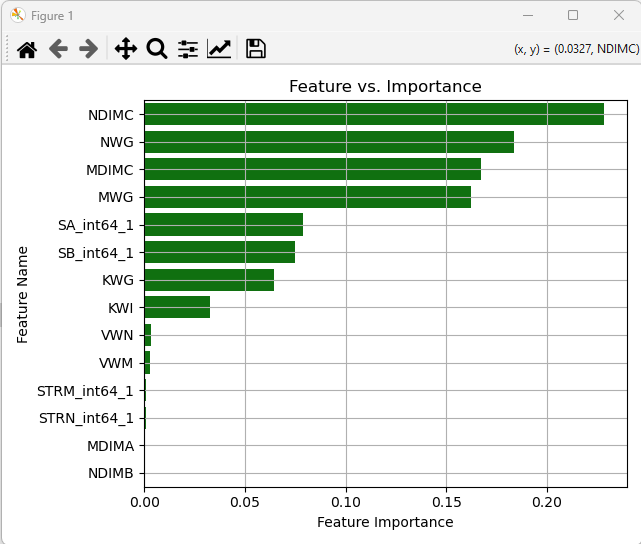 Figure 1
(x, y) = (0.0327, NDIMC)
Feature vs. Importance
NDIMC
NWG
MDIMC
MWG
SA_int64_1
SB_int64_1
KWG
KWI
VWN
VWM
STRM_int64_1
STRN_int64_1
MDIMA
NDIMB
Feature Name
0.00 0.05 0.10 0.15 0.20
Feature Importance